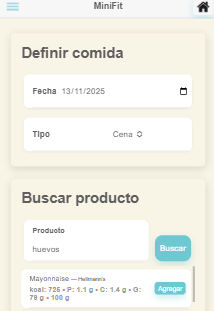 MiniFit
Definir comida
Fecha 13/11/2025
Tipo Cena
Buscar producto
Producto
huevos
Buscar
Mayonnaise — Hellmann's
kcal: 725 • P: 1.1 g • C: 1.4 g • G:
79 g • 100 g
Agregar